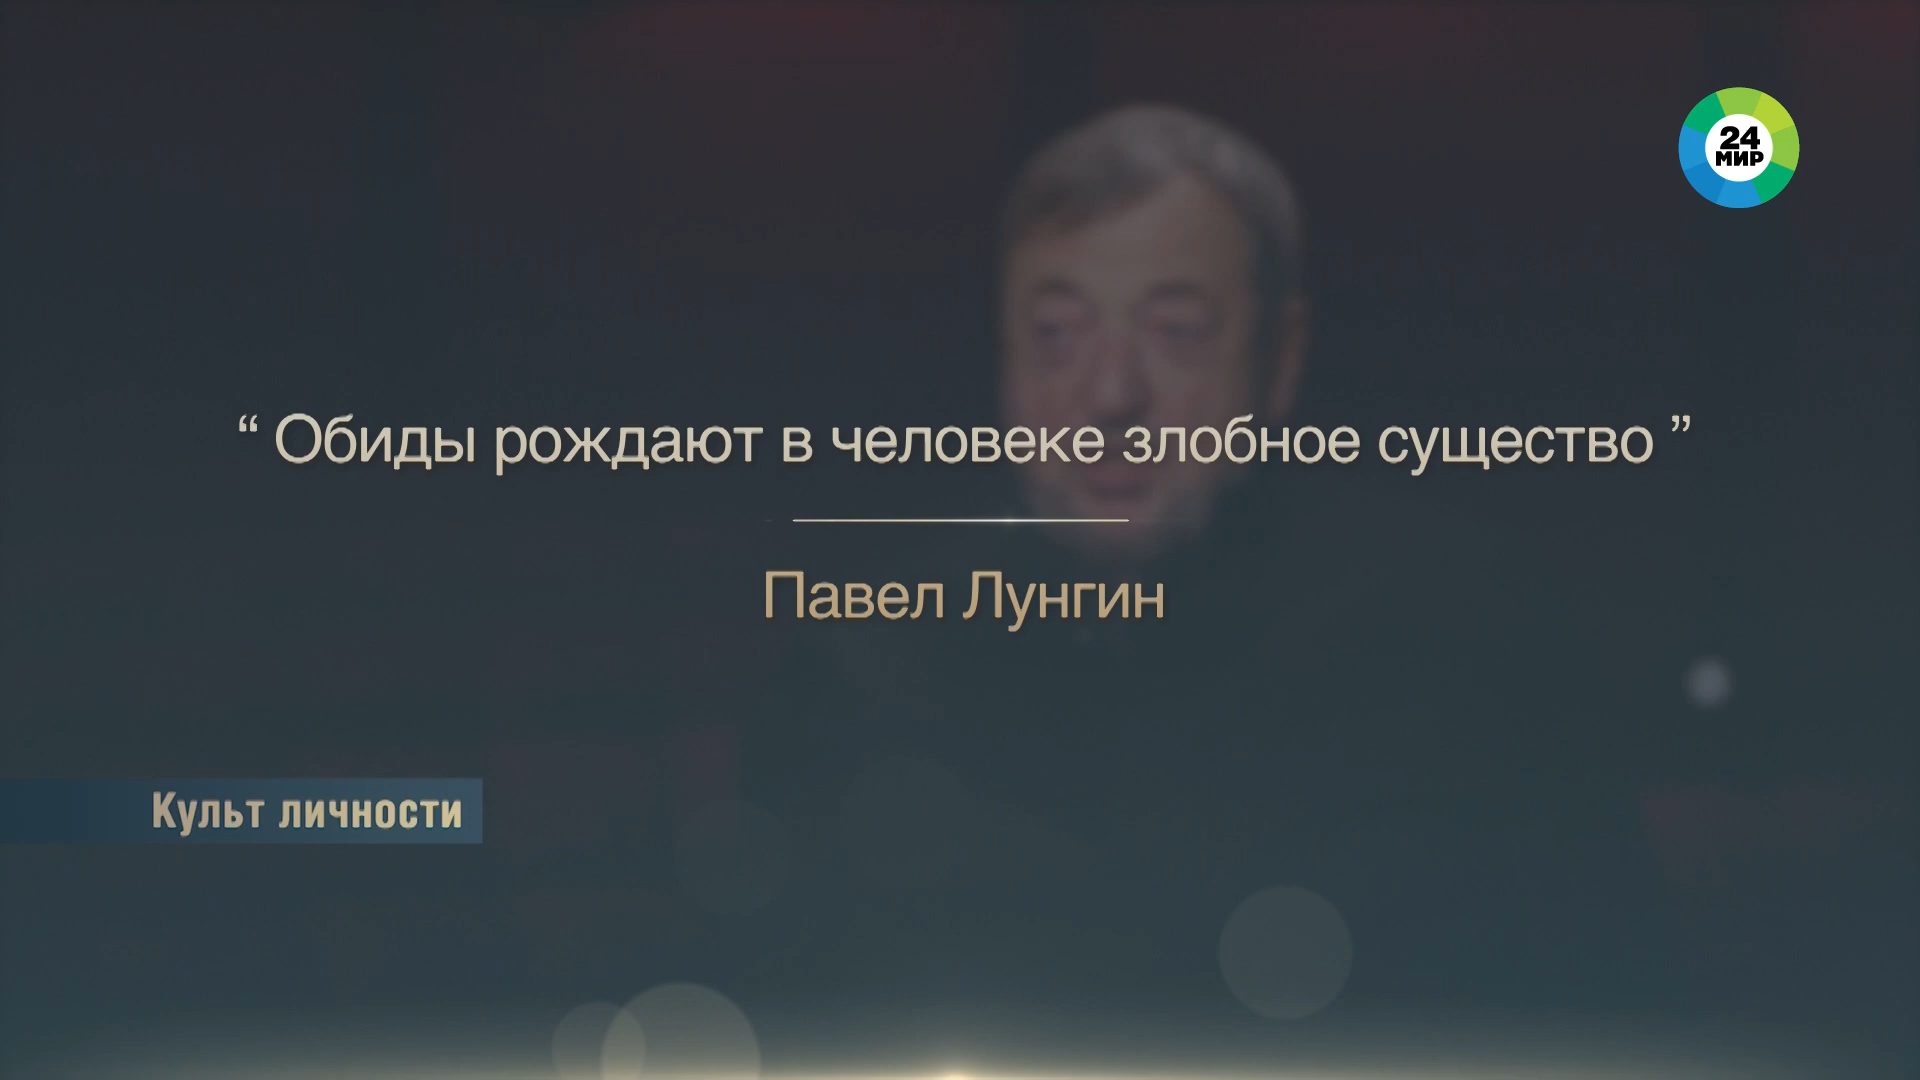 24
МИР
“ Обиды рождают в человеке злобное существо ”
Павел Лунгин
Культ личности